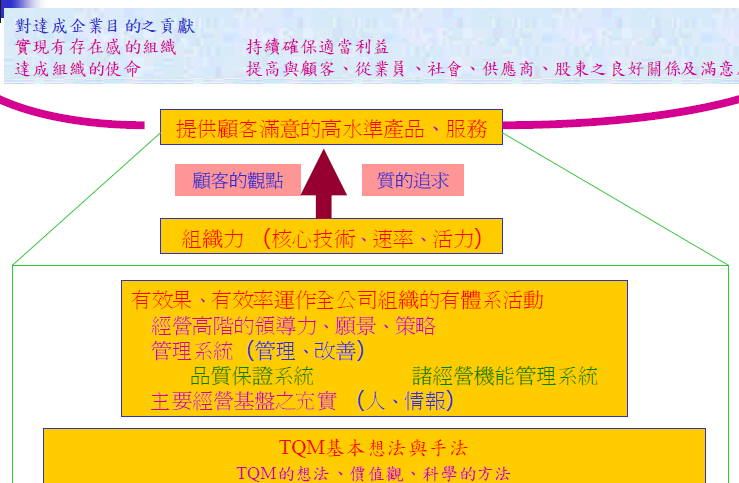 對達成企業目的之貢獻
實現有存在感的組織 持續確保適當利益
達成組織的使命 提高與顧客、從業員、社會、供應商、股東之良好關係及滿意
提供顧客滿意的高水準產品、服務
顧客的觀點 質的追求
組織力 (核心技術、速率、活力)
有效果、有效率運作全公司組織的有體系活動
經營高階的領導力、願景、策略
管理系統(管理、改善)
品質保證系統 諸經營機能管理系統
主要經營基盤之充實 (人、情報)
TQM基本想法與手法
TQM的想法、價值觀、科學的方法